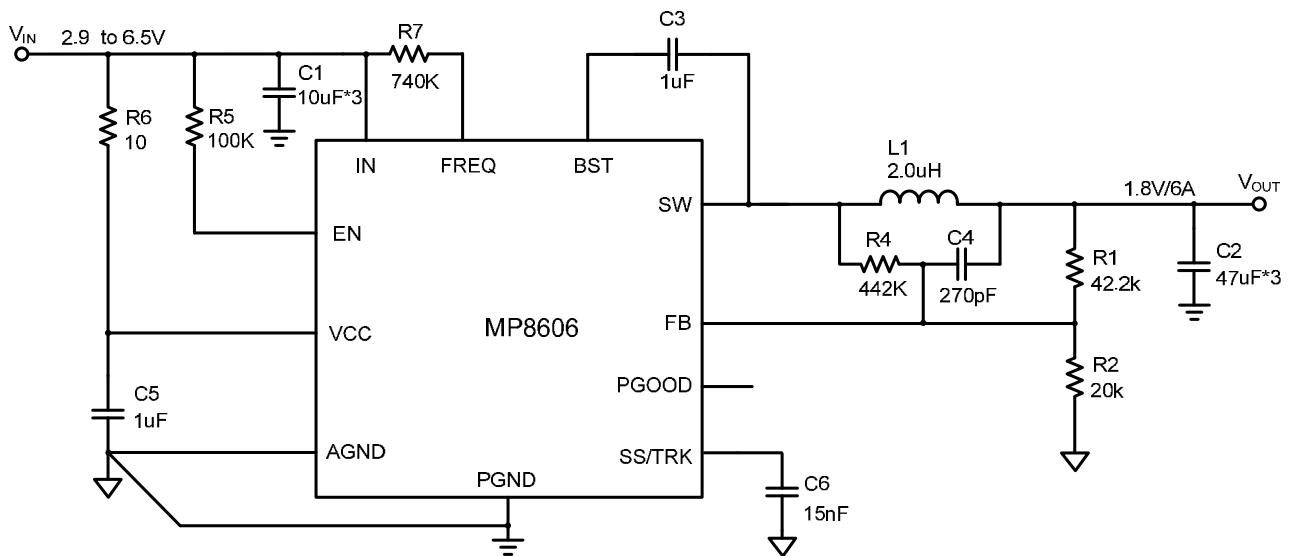 C3
1uF
VIN
2.9 to 6.5V
R7
740K
C1
10uF*3
R6
10
R5
100K
IN
FREQ
BST
L1
2.0uH
1.8V/6A
VOUT
SW
EN
R4
442K
C4
270pF
R1
42.2k
C2
47uF*3
VCC
MP8606
FB
PGOOD
R2
20k
C5
1uF
AGND
PGND
SS/TRK
C6
15nF